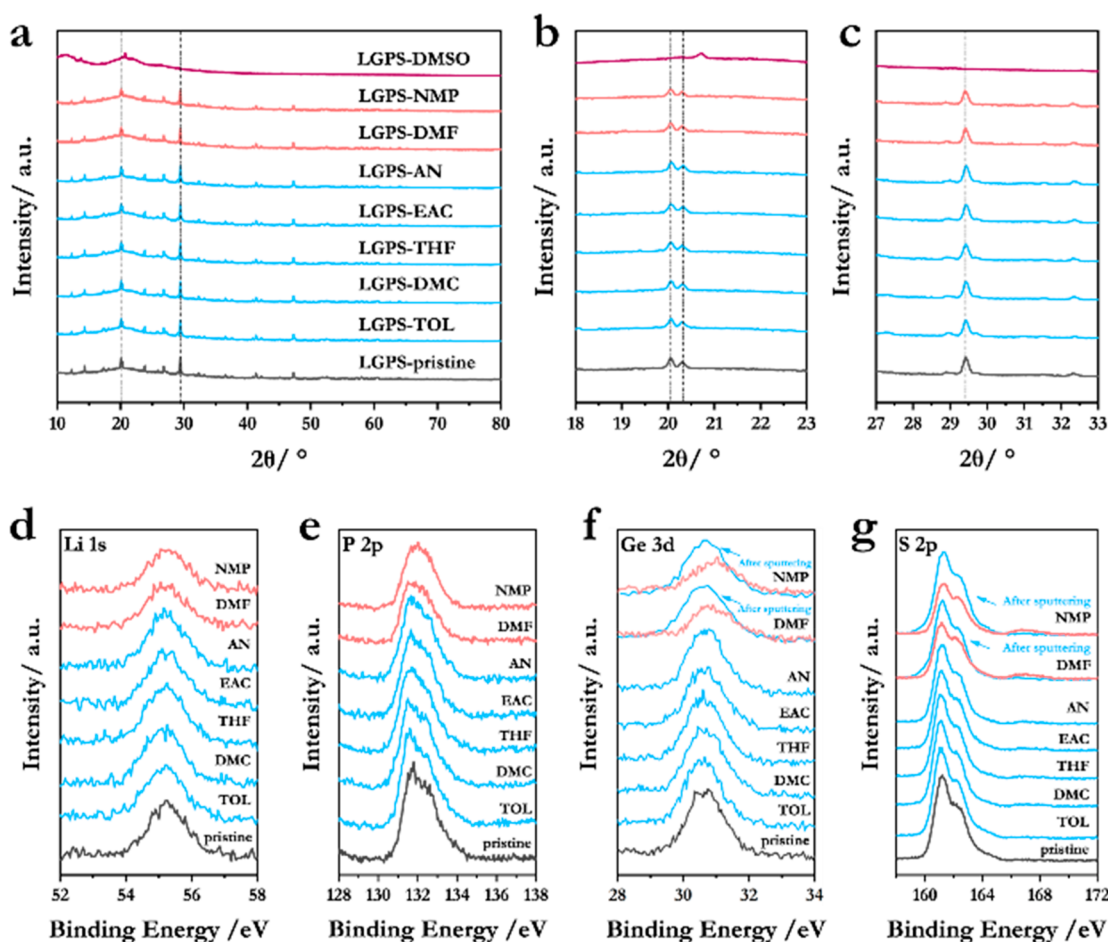 a
Intensity/ a.u.
LGPS-DMSO
LGPS-NMP
LGPS-DMF
LGPS-AN
LGPS-EAC
LGPS-THF
LGPS-DMC
LGPS-TOL
LGPS-pristine
10 20 30 40 50 60 70 80
2θ/ °
b
Intensity/ a.u.
18 19 20 21 22 23
2θ/ °
c
Intensity/ a.u.
27 28 29 30 31 32 33
2θ/ °
d
Li 1s
Intensity/ a.u.
NMP
DMF
AN
EAC
THF
DMC
TOL
pristine
52 54 56 58
Binding Energy /eV
e
P 2p
Intensity/ a.u.
NMP
DMF
AN
EAC
THF
DMC
TOL
pristine
128 130 132 134 136 138
Binding Energy /eV
f
Ge 3d
Intensity/ a.u.
After sputtering
NMP
After sputtering
DMF
AN
EAC
THF
DMC
TOL
pristine
28 30 32 34
Binding Energy /eV
g
S 2p
Intensity/ a.u.
After sputtering
NMP
After sputtering
DMF
AN
EAC
THF
DMC
TOL
pristine
160 164 168 172
Binding Energy /eV